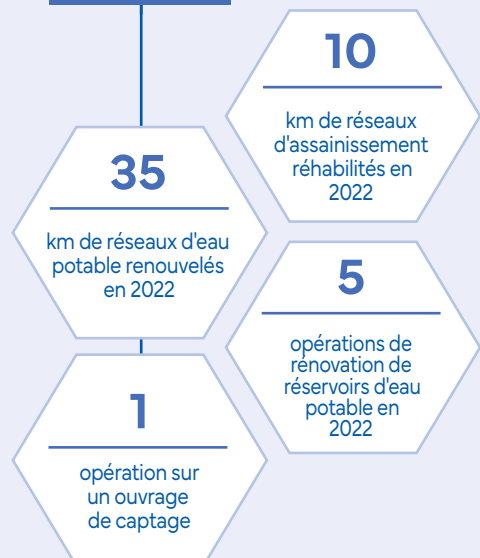 10
km de réseaux
d'assainissement
réhabilités en
2022
35
km de réseaux d'eau
potable renouvelés
en 2022
5
opérations de
rénovation de
réservoirs d'eau
potable en
2022
1
opération sur
un ouvrage
de captage